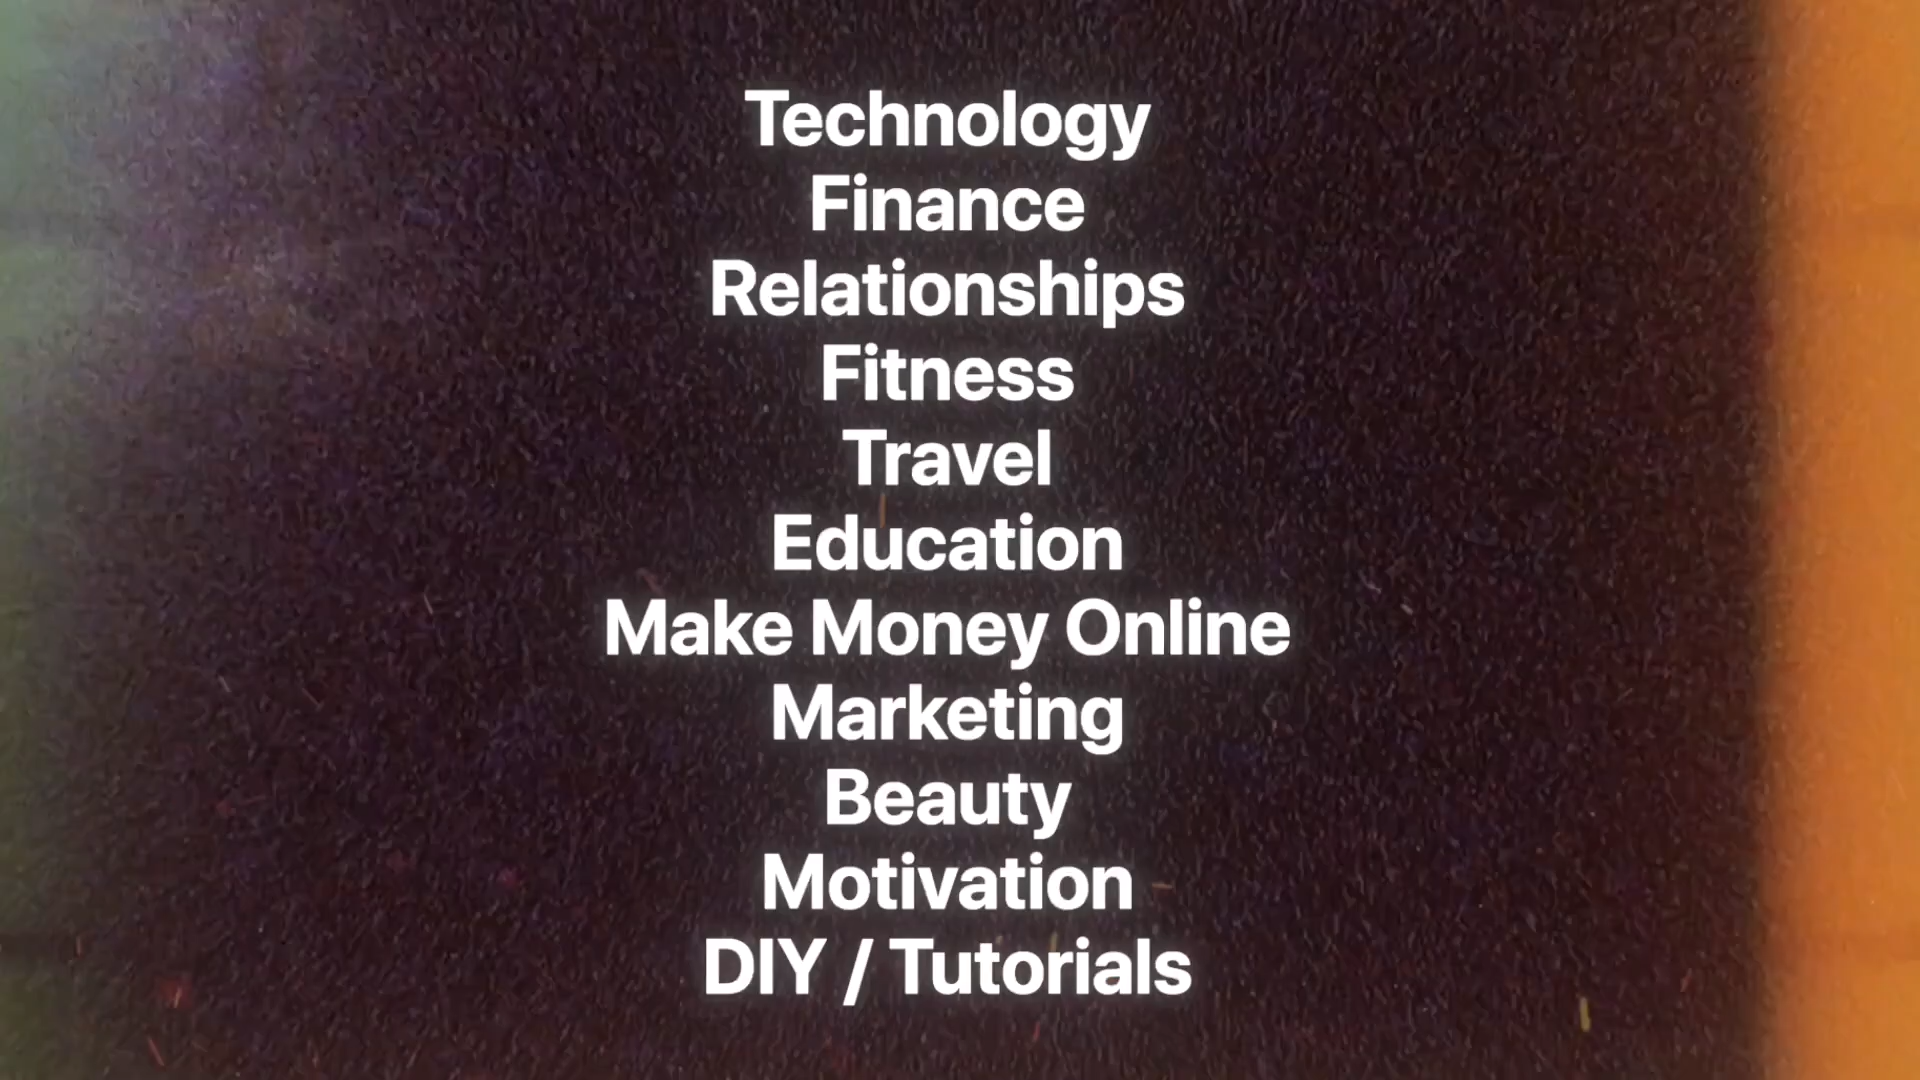 Technology
Finance
Relationships
Fitness
Travel
Education
Make Money Online
Marketing
Beauty
Motivation
DIY / Tutorials